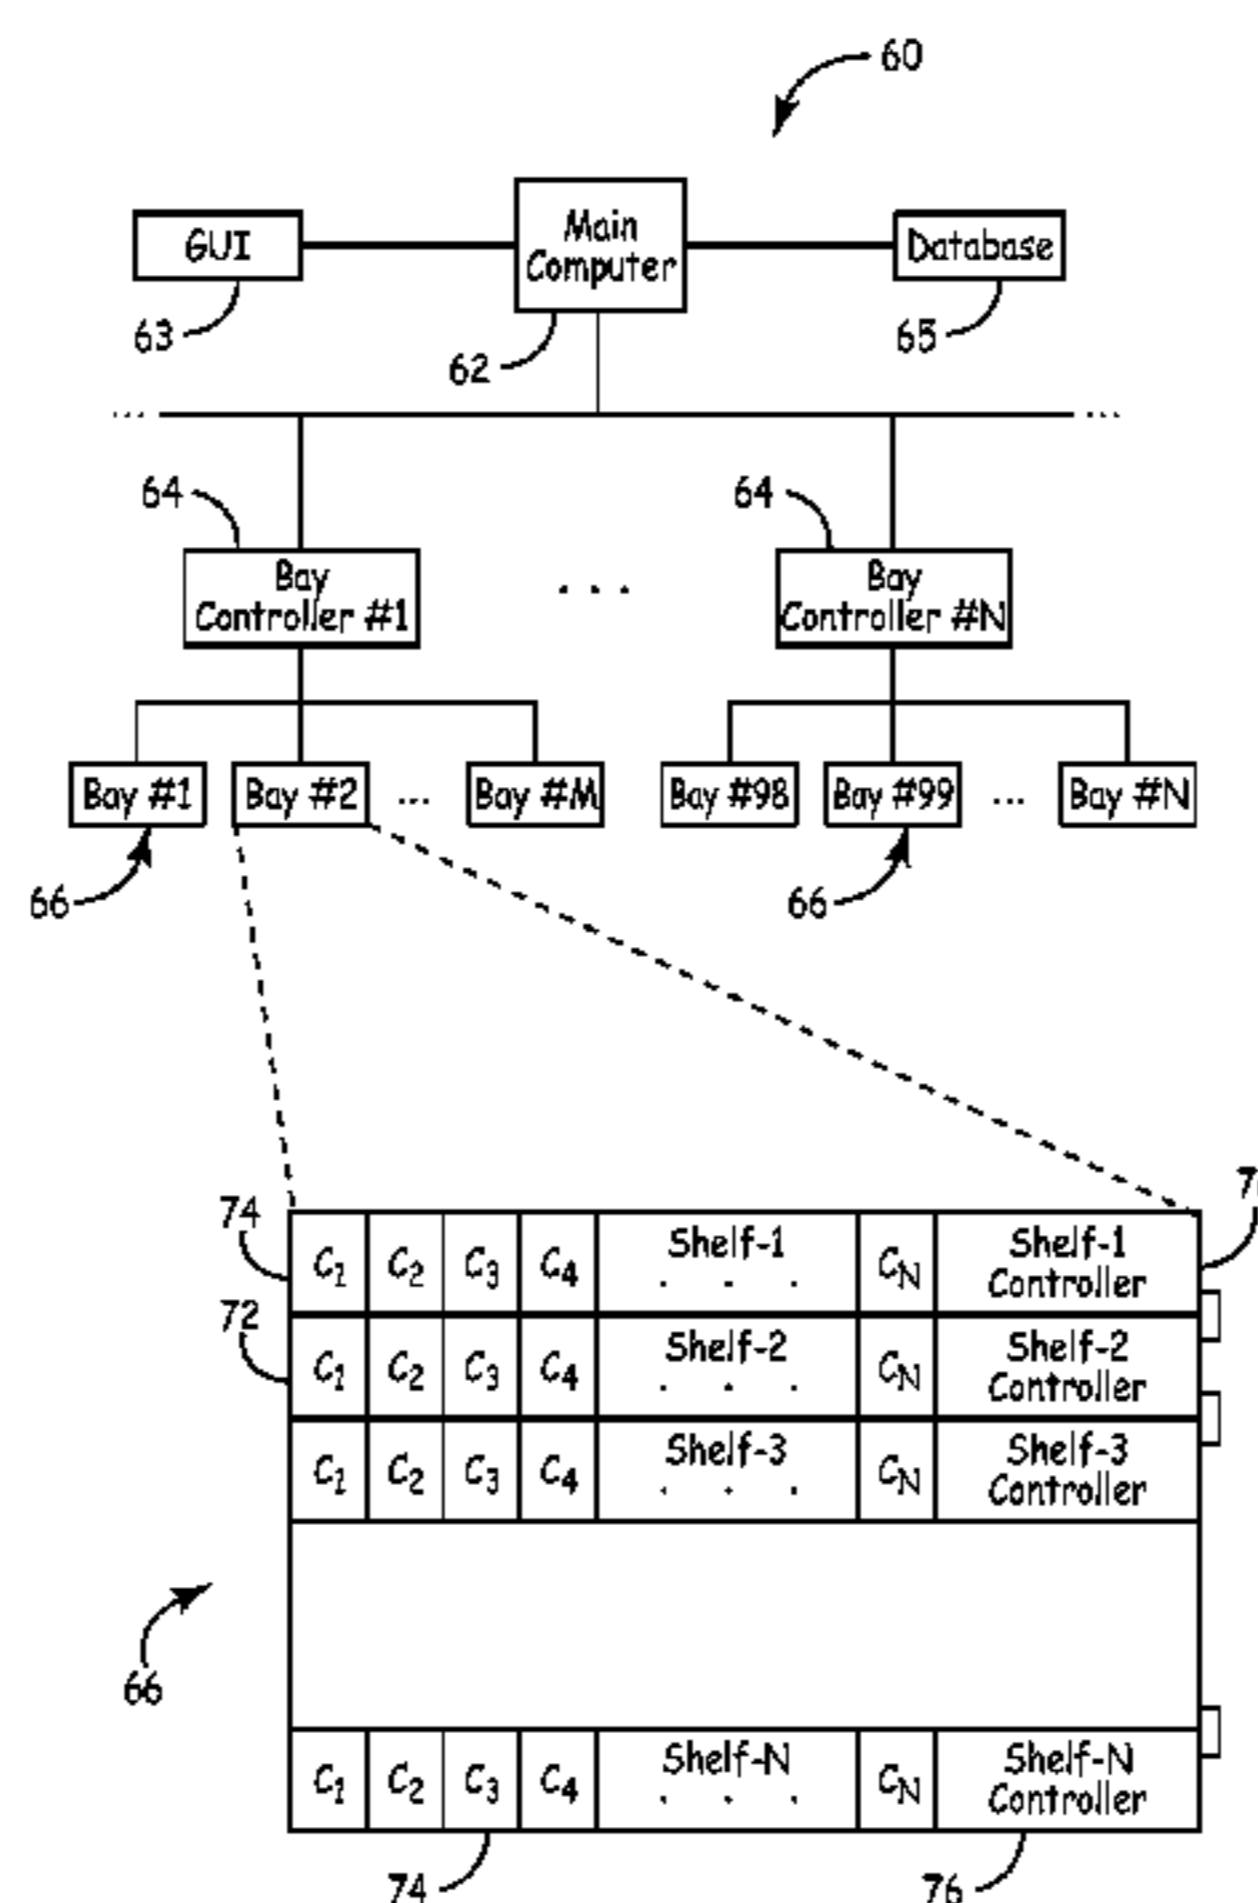 60
GUI
Main
Computer
Database
63
62
65
...
...
64
64
Bay
Controller #1
. . .
Bay
Controller #N
Bay #1
Bay #2
...
Bay #M
Bay #98
Bay #99
...
Bay #N
66
66
74
C1 C2 C3 C4 Shelf-1 . . . CN Shelf-1
Controller
72
C1 C2 C3 C4 Shelf-2 . . . CN Shelf-2
Controller
C1 C2 C3 C4 Shelf-3 . . . CN Shelf-3
Controller
66
C1 C2 C3 C4 Shelf-N . . . CN Shelf-N
Controller
74
76